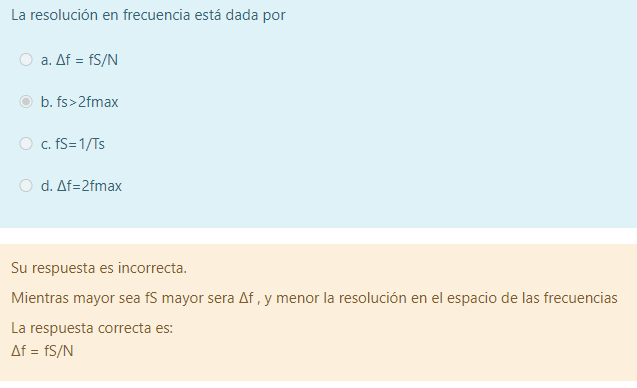 La resolución en frecuencia está dada por
a. Δf = fS/N
b. fs>2fmax
c. fS=1/Ts
d. Δf=2fmax
Su respuesta es incorrecta.
Mientras mayor sea fS mayor sera Δf , y menor la resolución en el espacio de las frecuencias
La respuesta correcta es:
Δf = fS/N